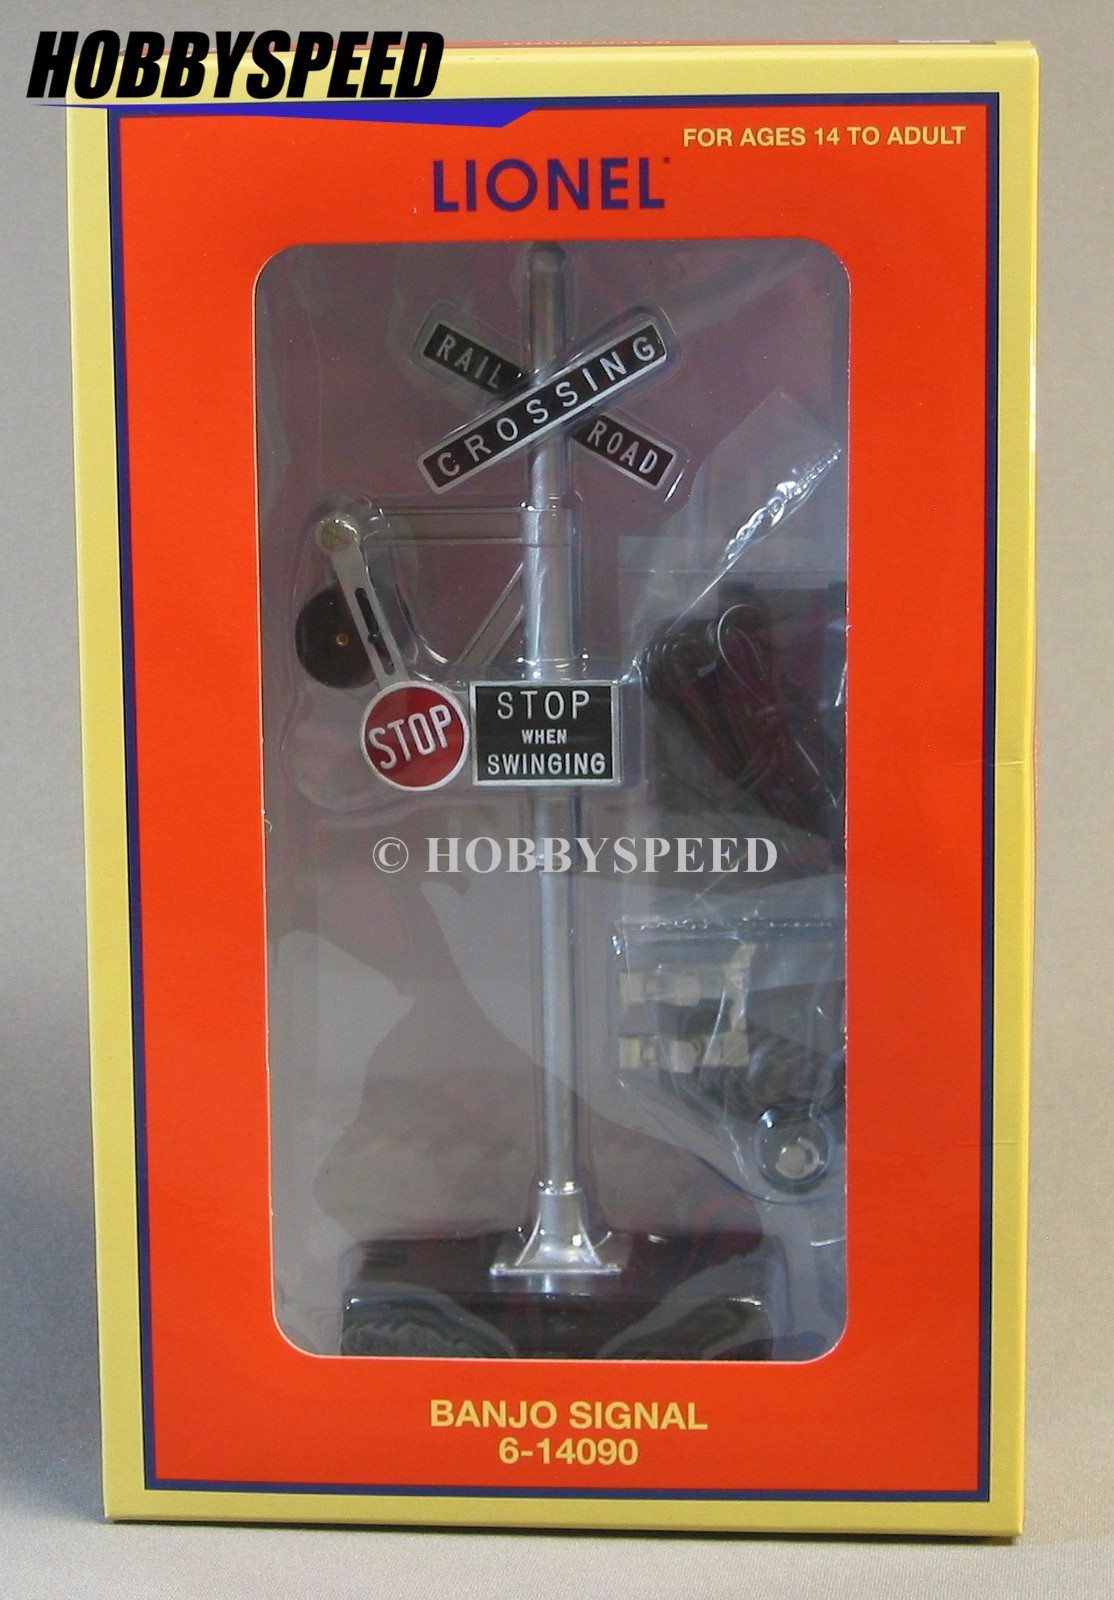 HOBBYSPEED
FOR AGES 14 TO ADULT
LIONEL
RAIL ROAD
CROSSING
STOP
STOP
WHEN
SWINGING
© HOBBYSPEED
BANJO SIGNAL
6-14090